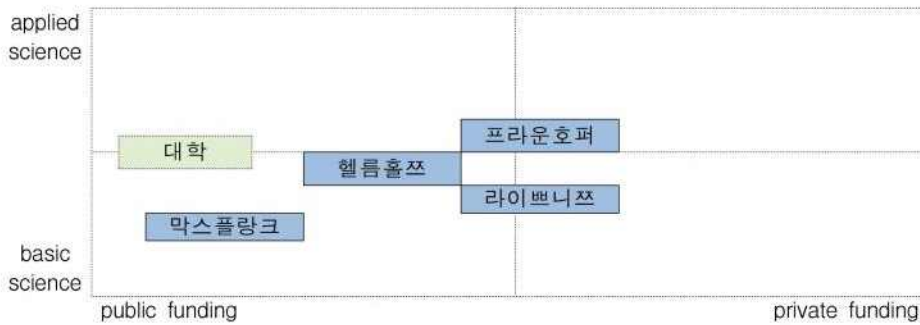 applied
science
프라운호퍼
대학
헬름홀쯔
라이쁘니쯔
막스플랑크
basic
science
public funding
private funding